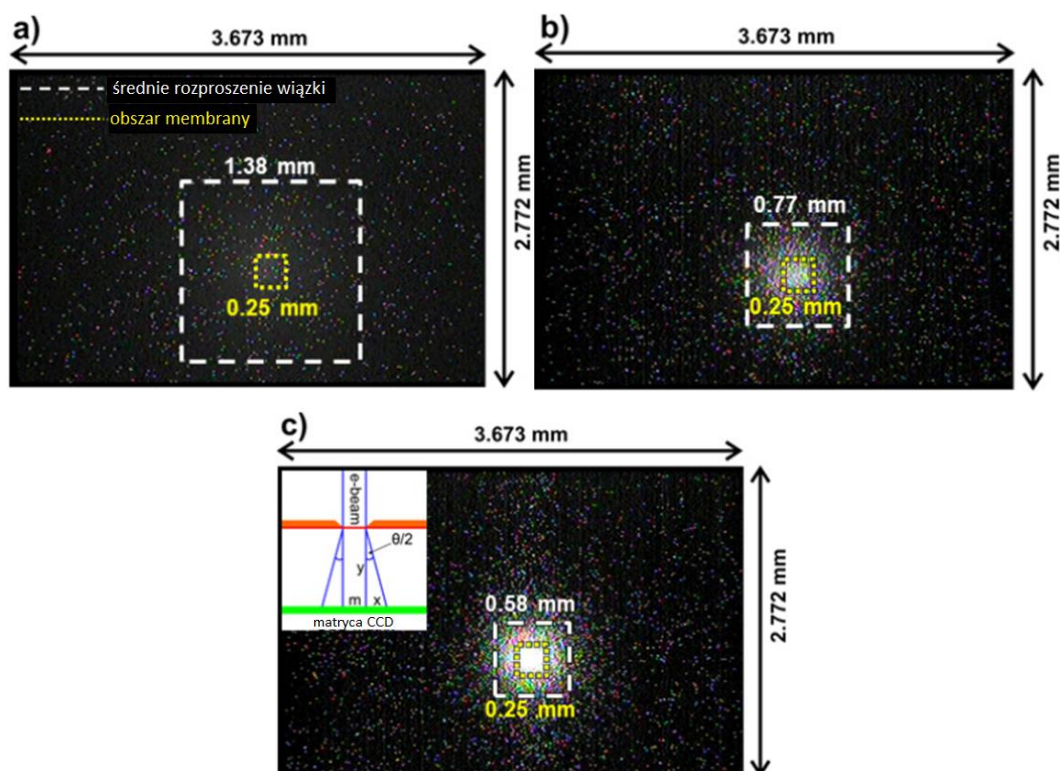 a)
3.673 mm
średnie rozproszenie wiązki
obszar membrany
1.38 mm
0.25 mm
2.772 mm
b)
3.673 mm
0.77 mm
0.25 mm
2.772 mm
c)
3.673 mm
e-beam
θ/2
y
m x
matryca CCD
0.58 mm
0.25 mm
2.772 mm